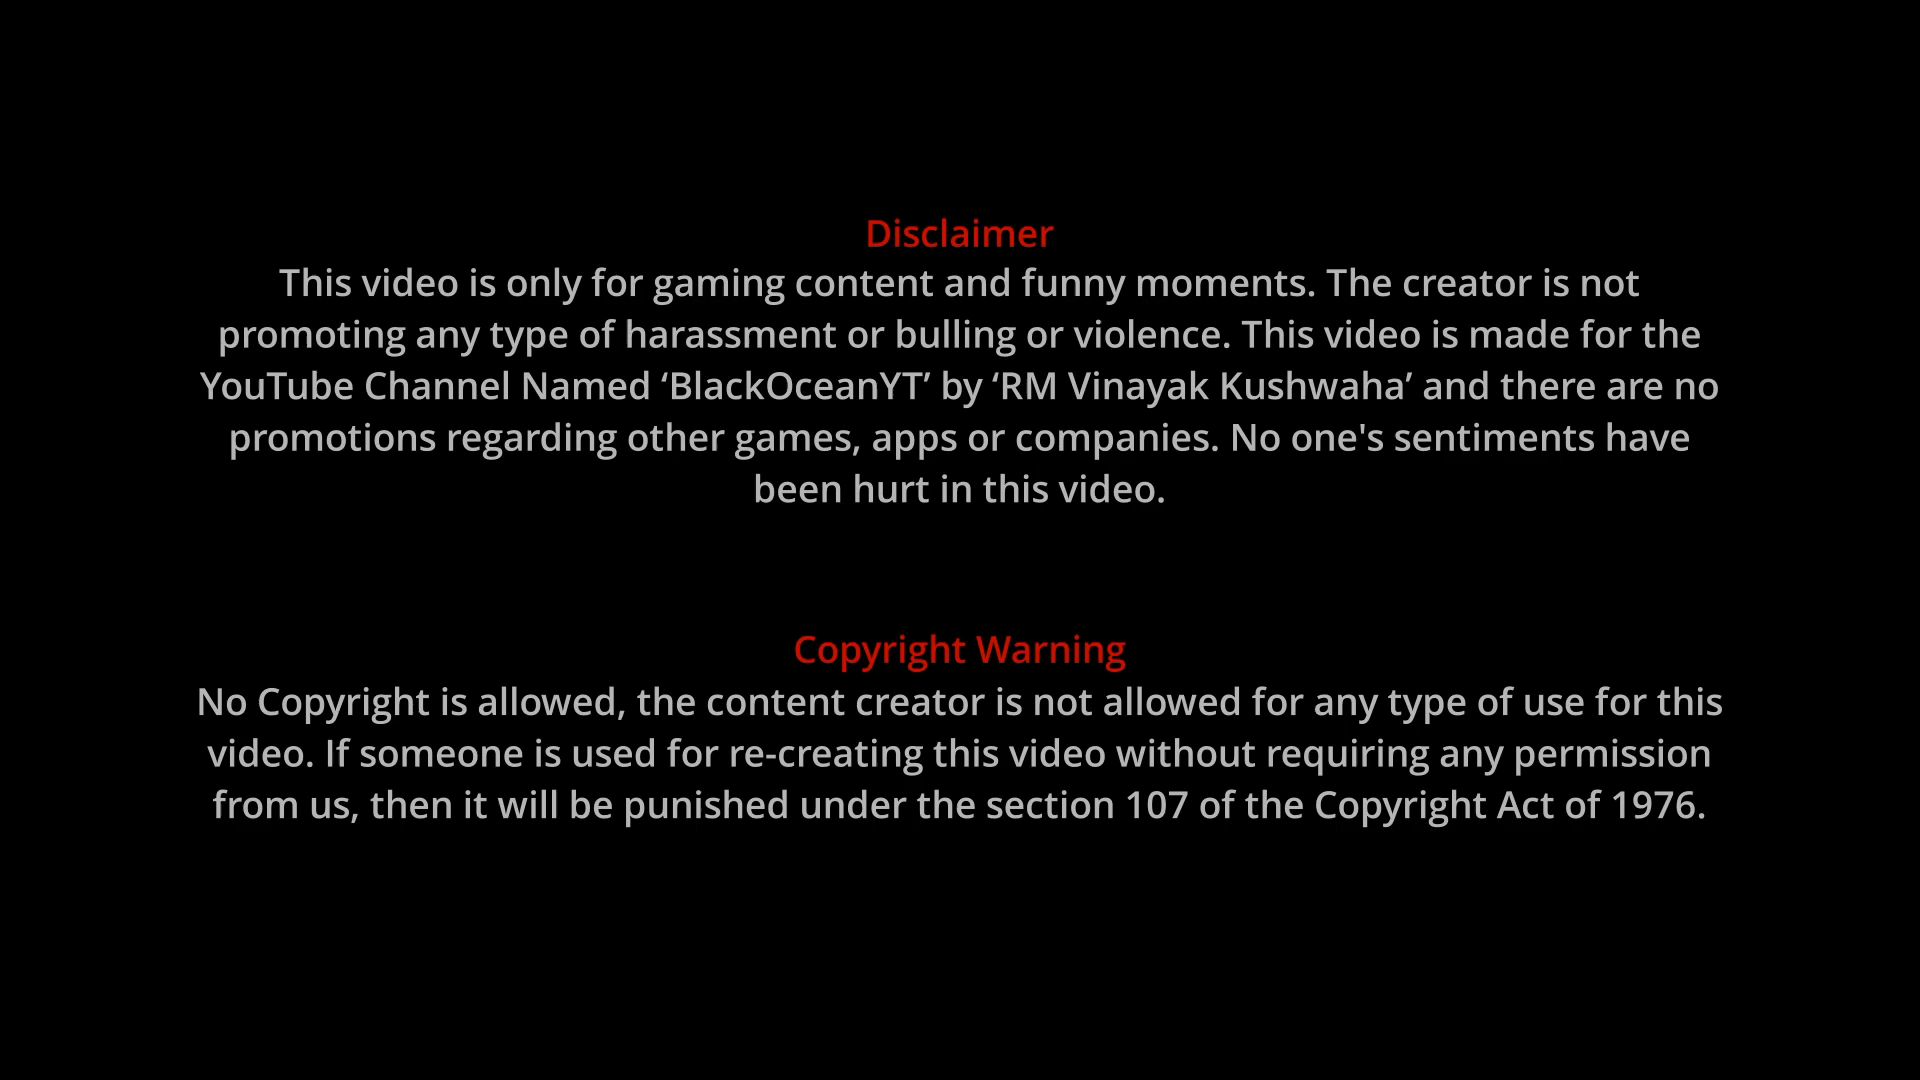 Disclaimer
This video is only for gaming content and funny moments. The creator is not
promoting any type of harassment or bulling or violence. This video is made for the
YouTube Channel Named ‘BlackOceanYT’ by ‘RM Vinayak Kushwaha’ and there are no
promotions regarding other games, apps or companies. No one's sentiments have
been hurt in this video.
Copyright Warning
No Copyright is allowed, the content creator is not allowed for any type of use for this
video. If someone is used for re-creating this video without requiring any permission
from us, then it will be punished under the section 107 of the Copyright Act of 1976.